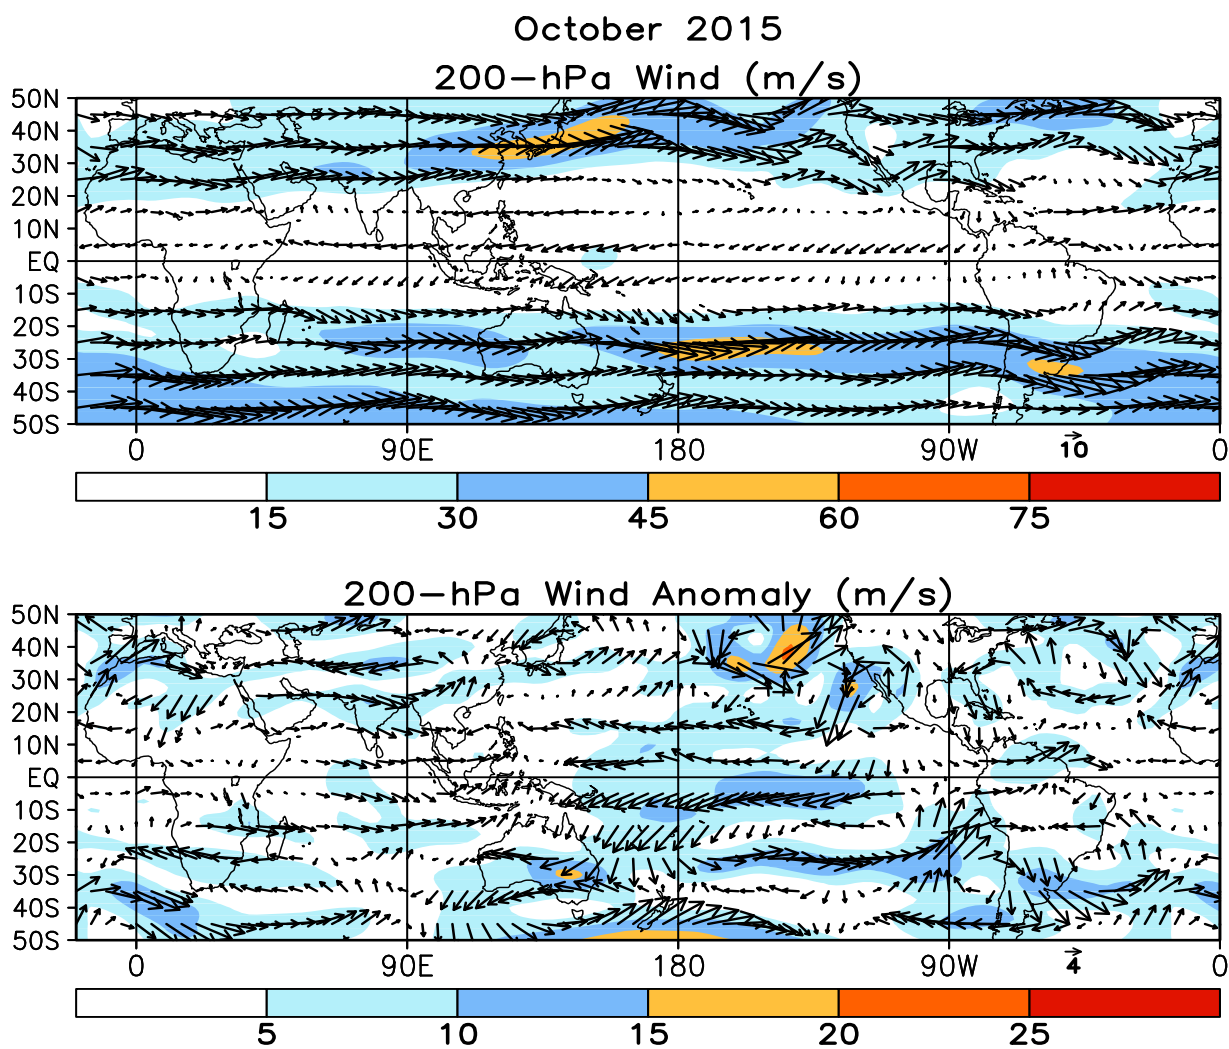 October 2015
200-hPa Wind (m/s)
50N
40N
30N
20N
10N
EQ
10S
20S
30S
40S
50S
0 90E 180 90W 10 0
15 30 45 60 75
200-hPa Wind Anomaly (m/s)
50N
40N
30N
20N
10N
EQ
10S
20S
30S
40S
50S
0 90E 180 90W 4 0
5 10 15 20 25